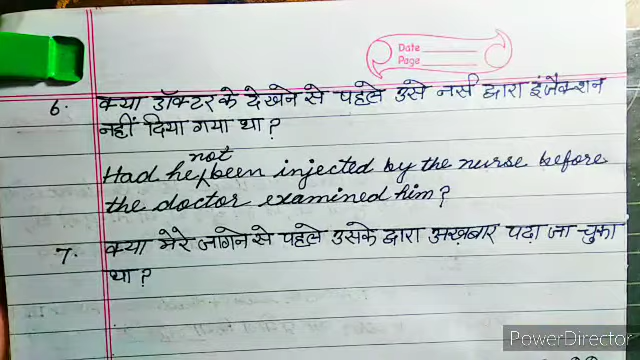 Date
Page
6. क्या डॉक्टर के देखने से पहले उसे नर्स द्वारा इंजैक्शन
नहीं दिया गया था?
not
Had he been injected by the nurse before
the doctor examined him?
7. क्या मेरे जागने से पहले उसके द्वारा अख़बार पढ़ा जा चुका
था?
PowerDirector